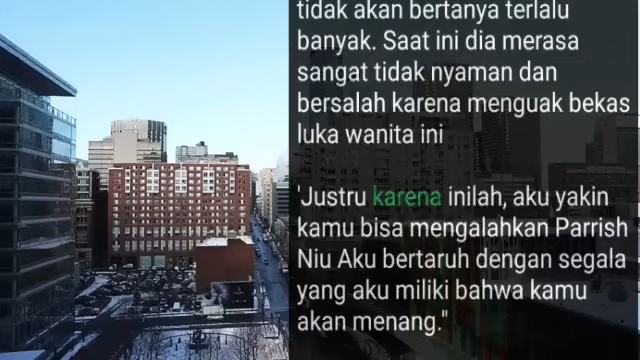 tidak akan bertanya terlalu
banyak. Saat ini dia merasa
sangat tidak nyaman dan
bersalah karena menguak bekas
luka wanita ini
'Justru karena inilah, aku yakin
kamu bisa mengalahkan Parrish
Niu Aku bertaruh dengan segala
yang aku miliki bahwa kamu
akan menang."